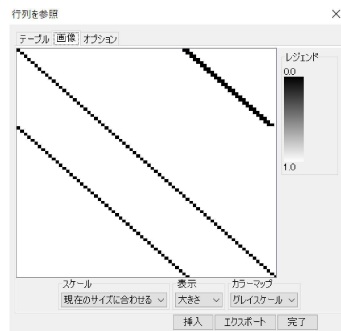 行列を参照
テーブル 画像 オプション
レジェンド
0.0
1.0
スケール 表示 カラーマップ
現在のサイズに合わせる 大きさ グレイスケール
挿入 エクスポート 完了